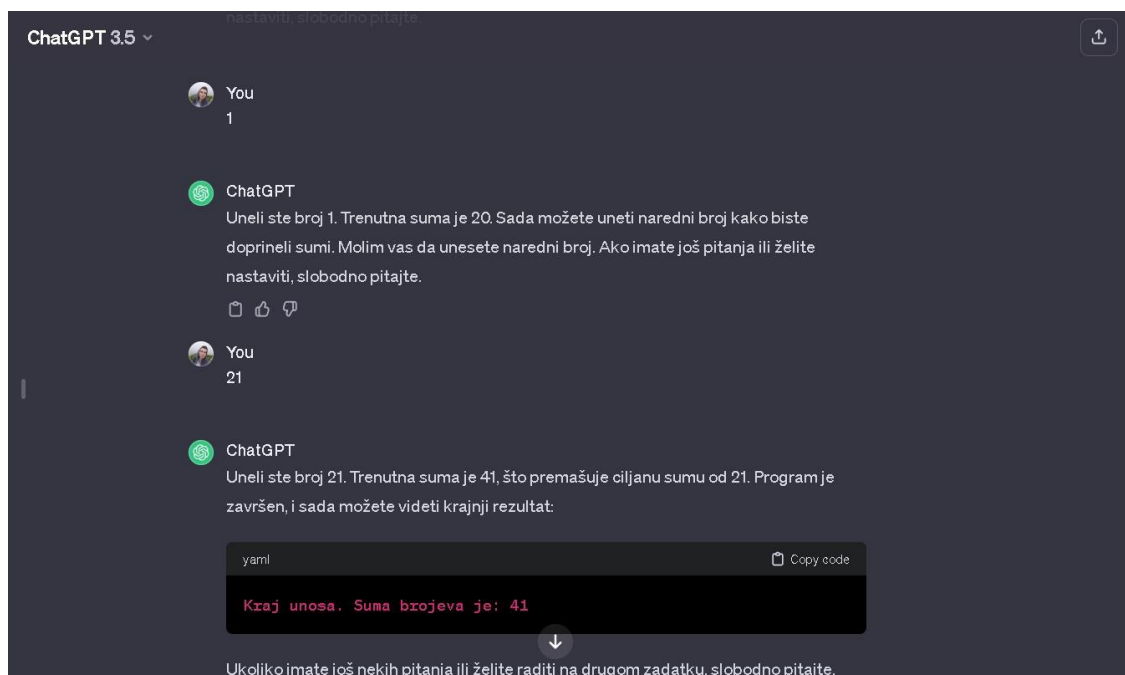 nastaviti, slobodno pitajte.
ChatGPT 3.5
You
1
ChatGPT
Uneli ste broj 1. Trenutna suma je 20. Sada možete uneti naredni broj kako biste
doprineli sumi. Molim vas da unesete naredni broj. Ako imate još pitanja ili želite
nastaviti, slobodno pitajte.
You
21
ChatGPT
Uneli ste broj 21. Trenutna suma je 41, što premašuje ciljanu sumu od 21. Program je
završen, i sada možete videti krajnji rezultat:
yaml
Copy code
Kraj unosa. Suma brojeva je: 41
Ukoliko imate još nekih pitanja ili želite raditi na drugom zadatku, slobodno pitajte.